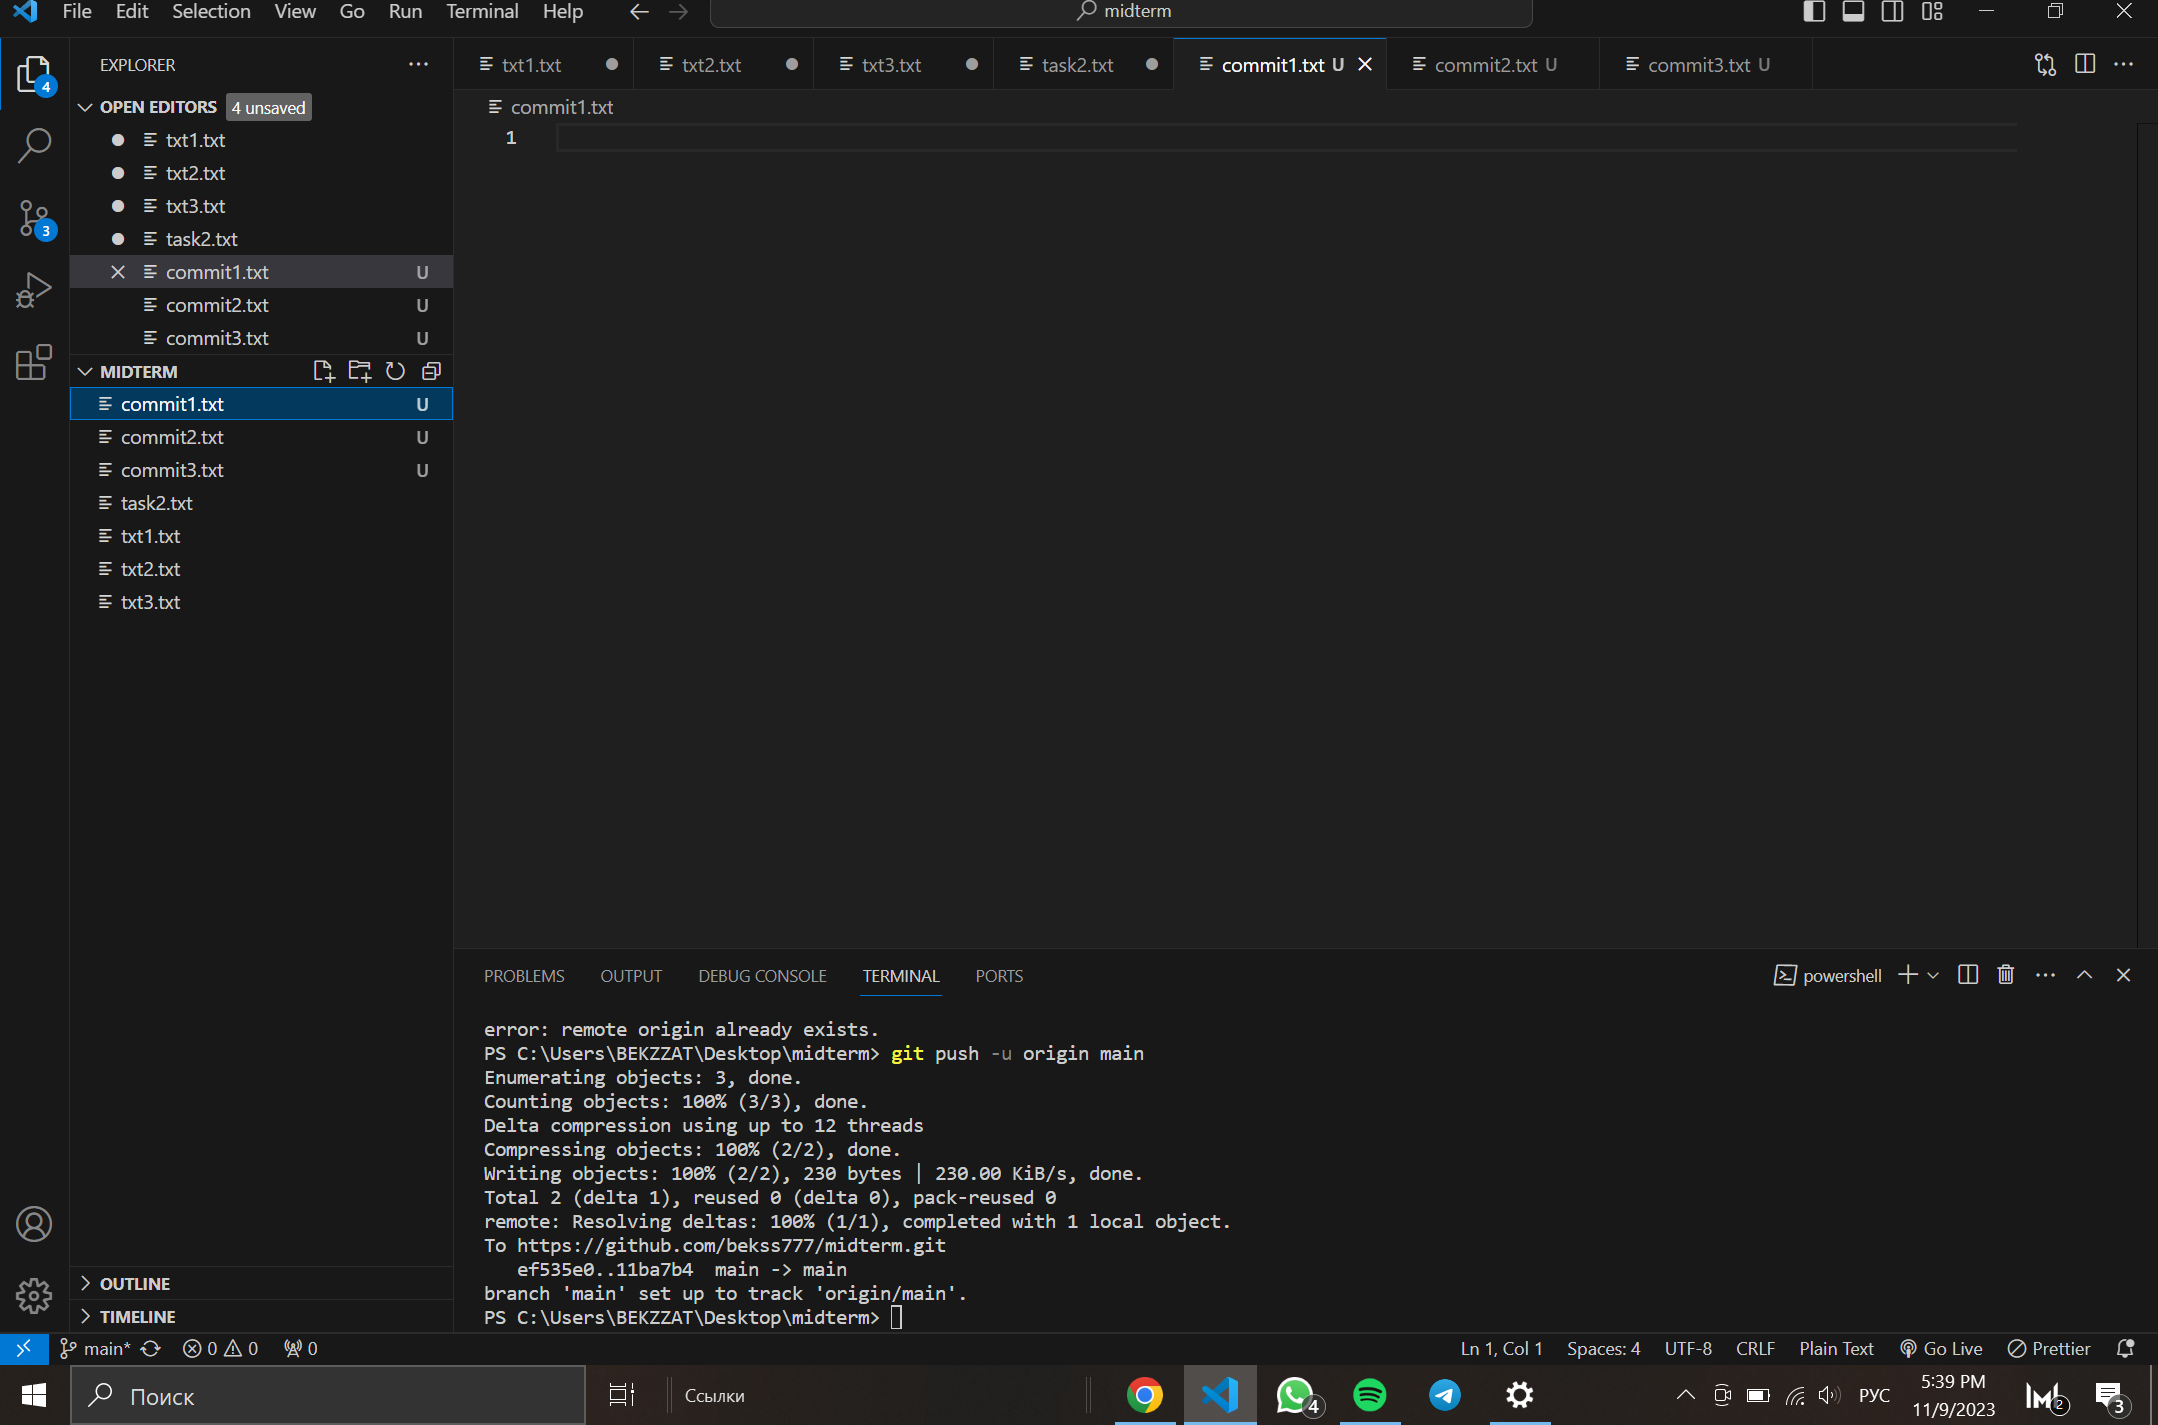 File Edit Selection View Go Run Terminal Help
midterm
EXPLORER
4
OPEN EDITORS 4 unsaved
txt1.txt
txt2.txt
txt3.txt
task2.txt
commit1.txt U
commit2.txt U
commit3.txt U
3
MIDTERM
commit1.txt U
commit2.txt U
commit3.txt U
task2.txt
txt1.txt
txt2.txt
txt3.txt
OUTLINE
TIMELINE
txt1.txt txt2.txt txt3.txt task2.txt commit1.txt U commit2.txt U commit3.txt U
commit1.txt
1
PROBLEMS OUTPUT DEBUG CONSOLE TERMINAL PORTS
powershell
error: remote origin already exists.
PS C:\Users\BEKZZAT\Desktop\midterm> git push -u origin main
Enumerating objects: 3, done.
Counting objects: 100% (3/3), done.
Delta compression using up to 12 threads
Compressing objects: 100% (2/2), done.
Writing objects: 100% (2/2), 230 bytes | 230.00 KiB/s, done.
Total 2 (delta 1), reused 0 (delta 0), pack-reused 0
remote: Resolving deltas: 100% (1/1), completed with 1 local object.
To https://github.com/bekss777/midterm.git
ef535e0..11ba7b4 main -> main
branch 'main' set up to track 'origin/main'.
PS C:\Users\BEKZZAT\Desktop\midterm>
main* 0 0 0
Ln 1, Col 1 Spaces: 4 UTF-8 CRLF Plain Text Go Live Prettier
Поиск
Ссылки
4
РУС
5:39 PM
11/9/2023
2
3